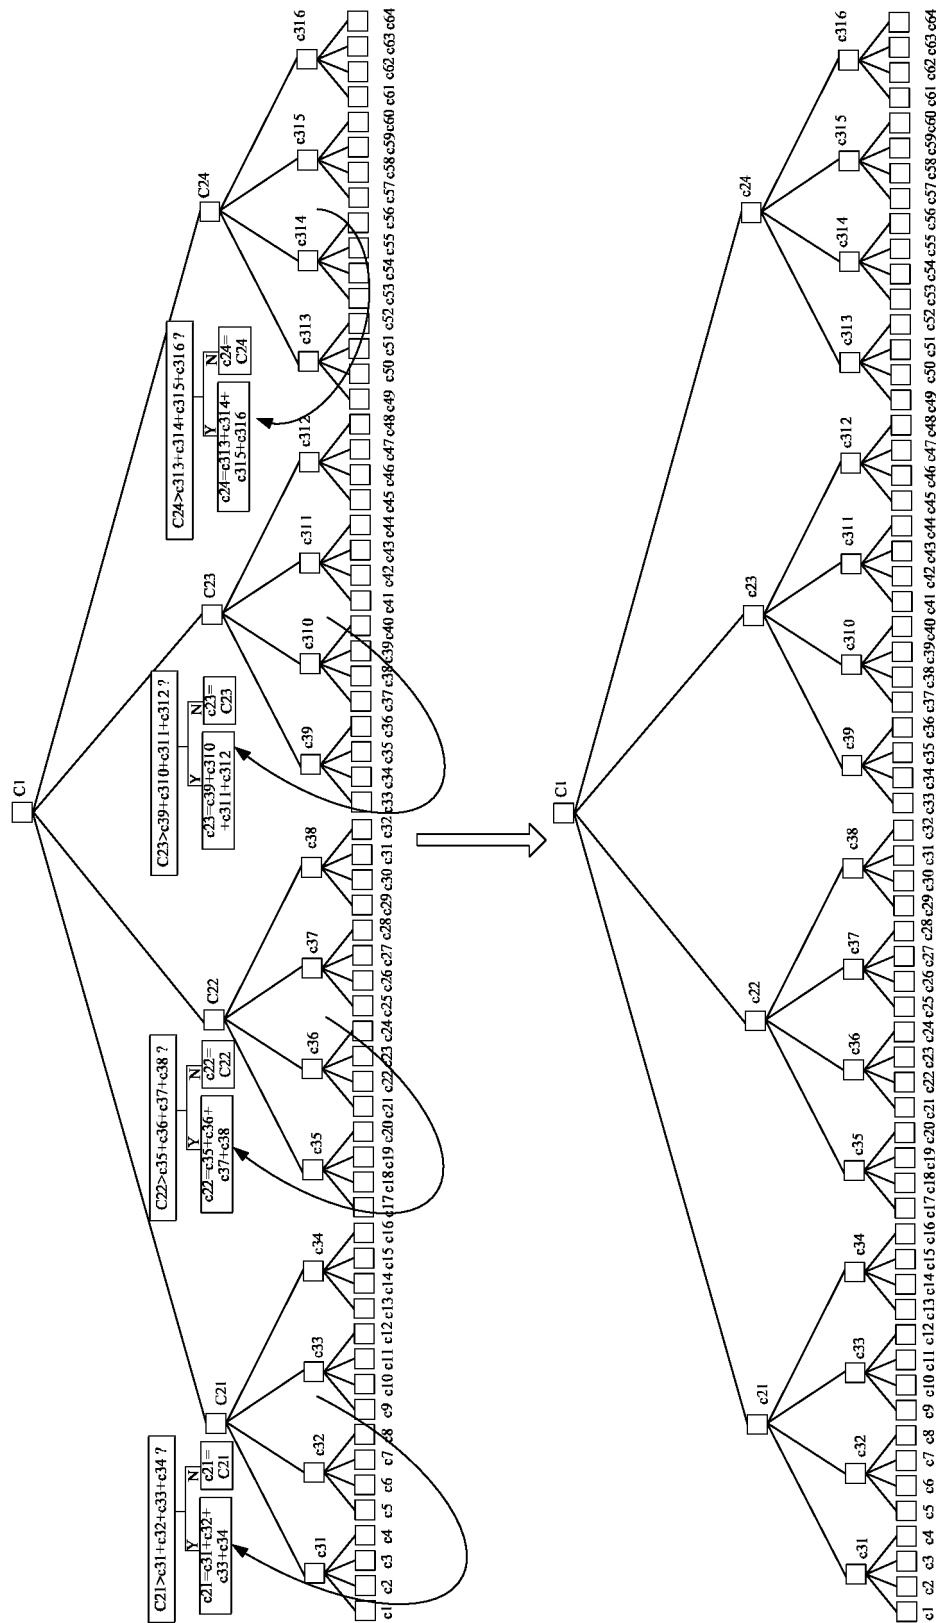 C1
C21>c31+c32+c33+c34 ? C22>c35+c36+c37+c38 ? C23>c39+c310+c311+c312 ? C24>c313+c314+c315+c316 ?
Y N Y N Y N Y N
c21=c31+c32+ c21= c22=c35+c36+ c22= c23=c39+c310 c23= c24=c313+c314+ c24=
c33+c34 C21 c37+c38 C22 +c311+c312 C23 c315+c316 C24
C21 C22 C23 C24
c31 c32 c33 c34 c35 c36 c37 c38 c39 c310 c311 c312 c313 c314 c315 c316
c1 c2 c3 c4 c5 c6 c7 c8 c9 c10 c11 c12 c13 c14 c15 c16 c17 c18 c19 c20 c21 c22 c23 c24 c25 c26 c27 c28 c29 c30 c31 c32 c33 c34 c35 c36 c37 c38 c39 c40 c41 c42 c43 c44 c45 c46 c47 c48 c49 c50 c51 c52 c53 c54 c55 c56 c57 c58 c59 c60 c61 c62 c63 c64
C1
c21 c22 c23 c24
c31 c32 c33 c34 c35 c36 c37 c38 c39 c310 c311 c312 c313 c314 c315 c316
c1 c2 c3 c4 c5 c6 c7 c8 c9 c10 c11 c12 c13 c14 c15 c16 c17 c18 c19 c20 c21 c22 c23 c24 c25 c26 c27 c28 c29 c30 c31 c32 c33 c34 c35 c36 c37 c38 c39 c40 c41 c42 c43 c44 c45 c46 c47 c48 c49 c50 c51 c52 c53 c54 c55 c56 c57 c58 c59 c60 c61 c62 c63 c64